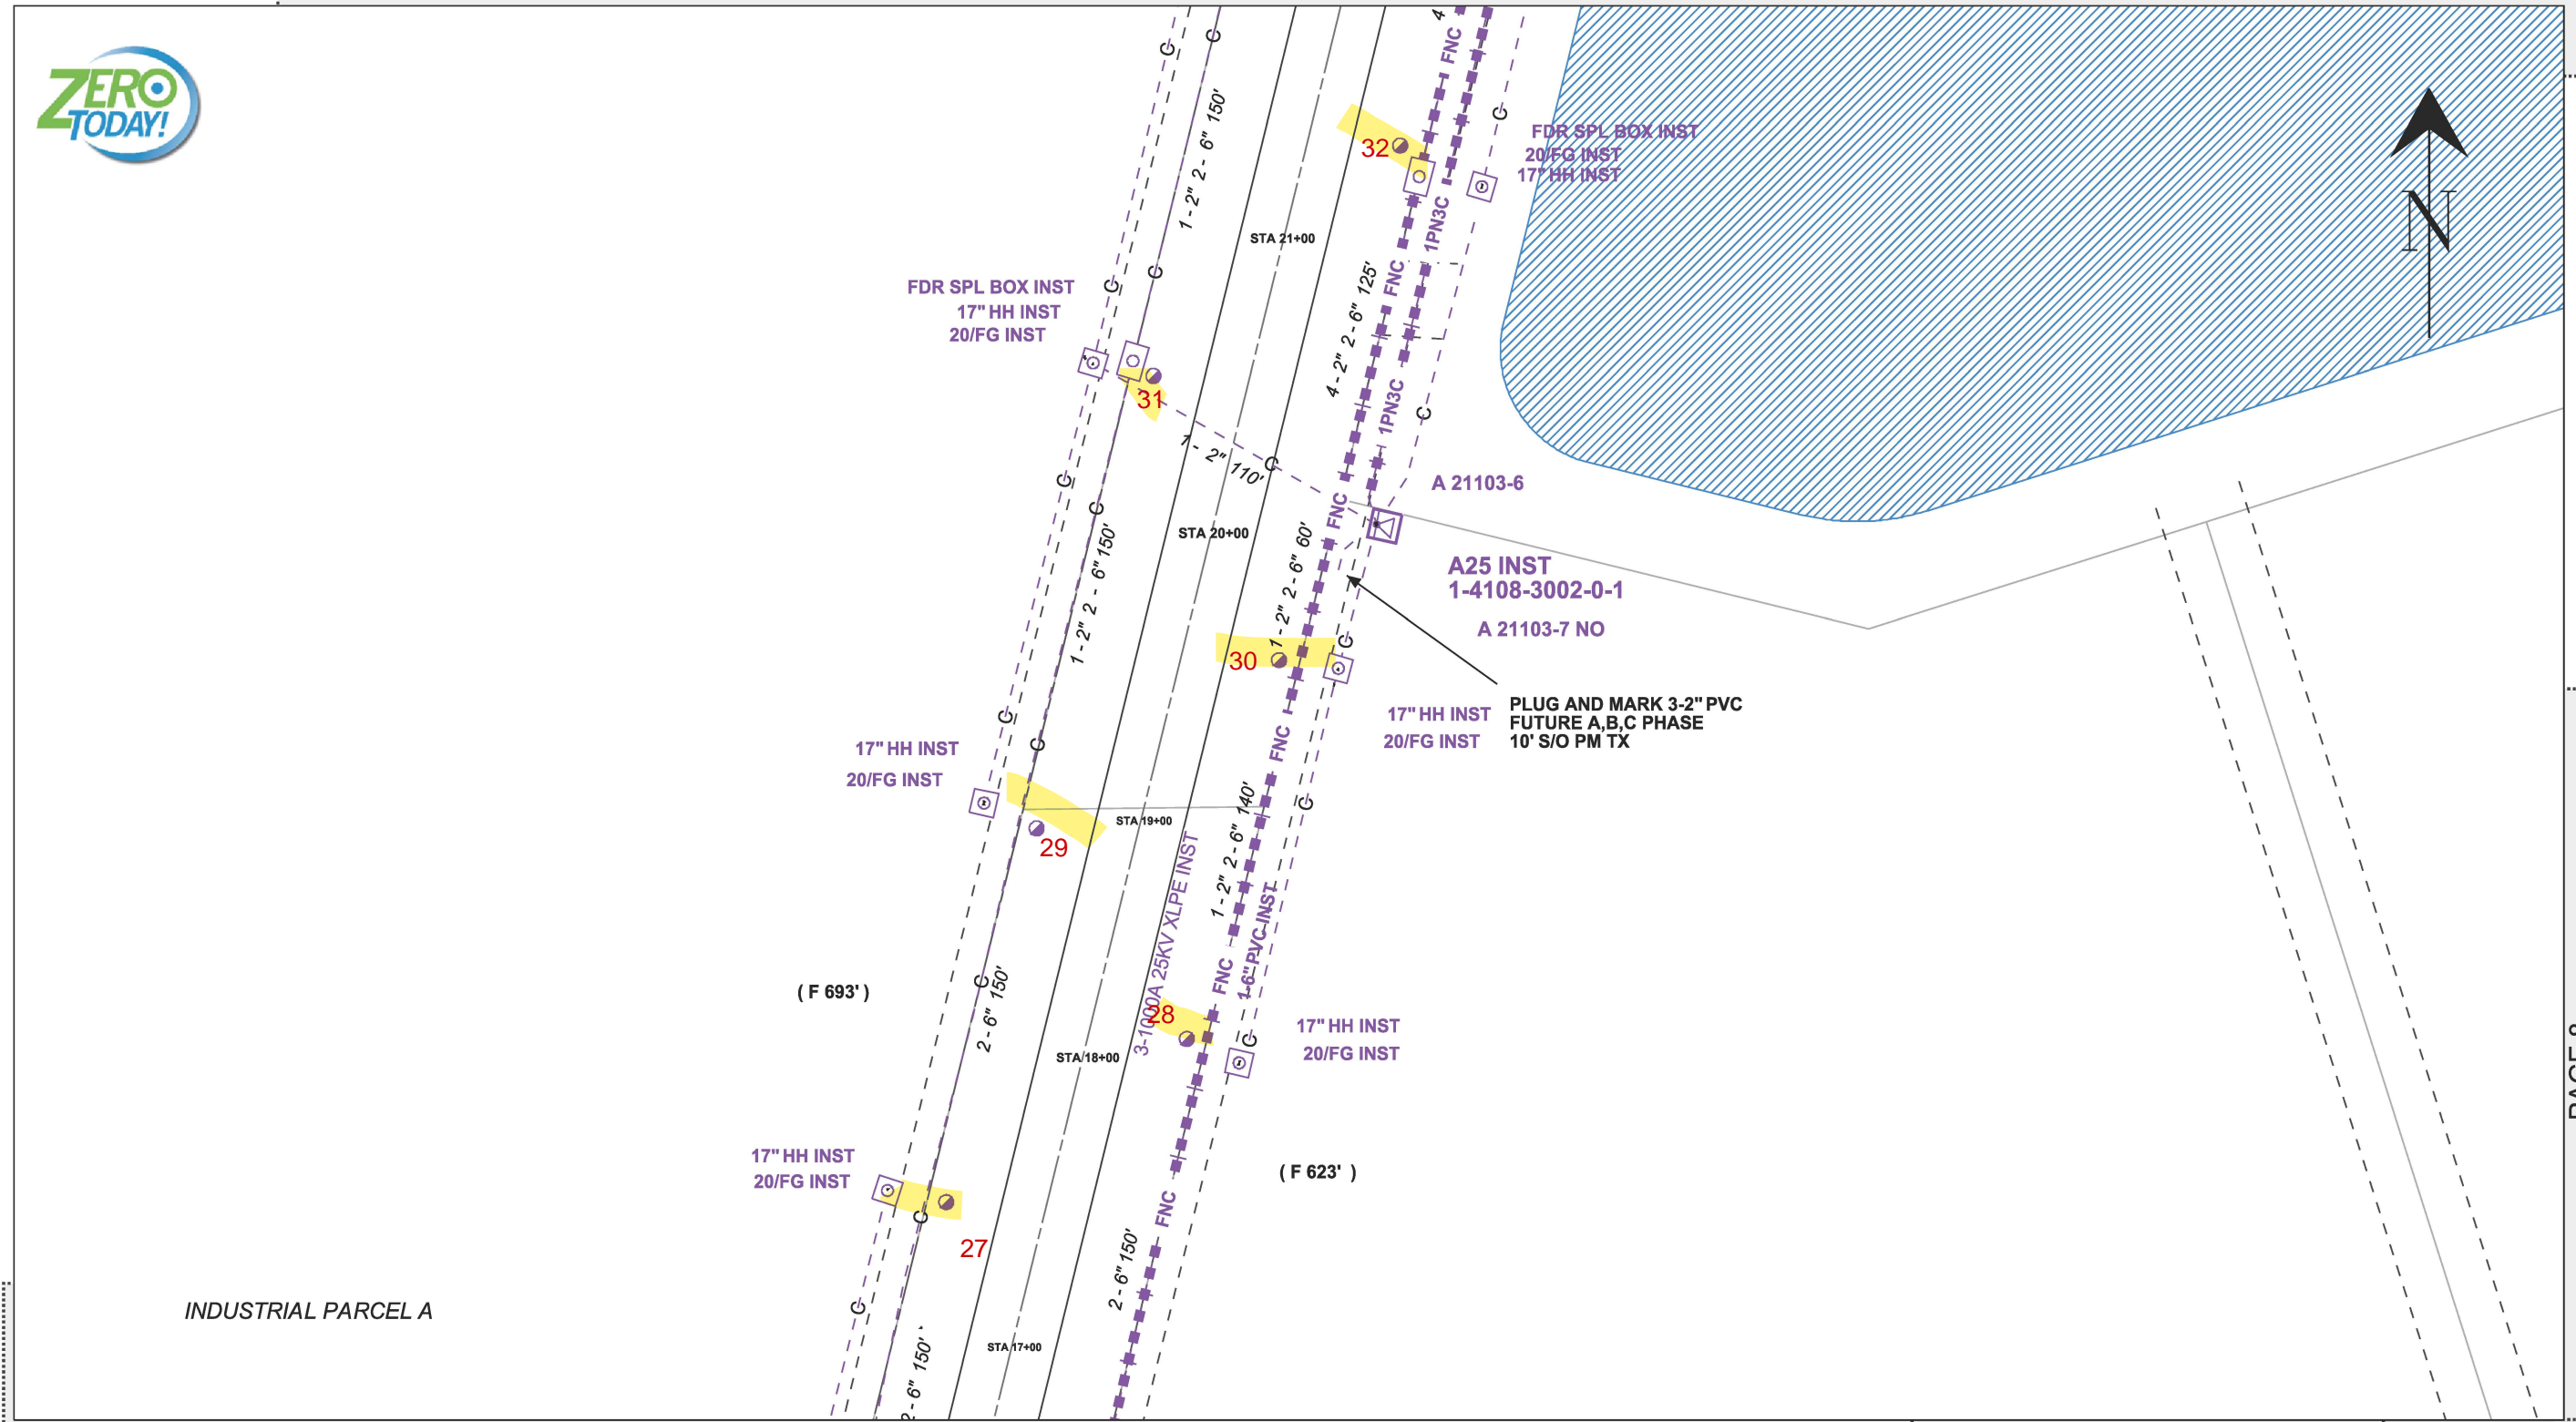 ZERO
TODAY!
4
FNC
C
C
1- 2" 2 - 6" 150'
32
C
FDR SPL BOX INST
20/FG INST
17" HH INST
N
1PN3C
STA 21+00
FNC
4 - 2" 2 - 6" 125'
C
C
FDR SPL BOX INST
17" HH INST
20/FG INST
31
1PN3C
C
1 - 2" 110'
C
C
C
A 21103-6
FNC
STA 20+00
1 - 2" 2 - 6" 150'
1 - 2" 2 - 6" 60'
A25 INST
1-4108-3002-0-1
A 21103-7 NO
30
C
PLUG AND MARK 3-2" PVC
FUTURE A,B,C PHASE
10' S/O PM TX
17" HH INST
20/FG INST
C
C
FNC
17" HH INST
20/FG INST
29
STA 19+00
1 - 2" 2 - 6" 140'
C
3-1000A 25KV XLPE INST
1-6" PVC INST
FNC
( F 693' )
C
2 - 6" 150'
28
C
17" HH INST
20/FG INST
STA 18+00
17" HH INST
20/FG INST
( F 623' )
FNC
C
27
2 - 6" 150'
INDUSTRIAL PARCEL A
C
2 - 6" 150'
STA 17+00